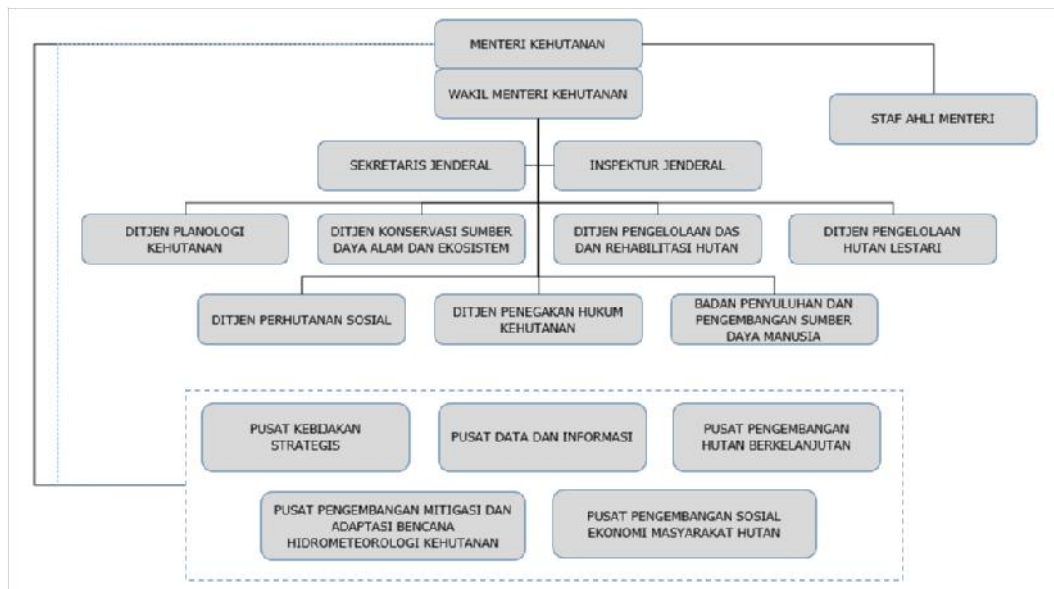 MENTERI KEHUTANAN
WAKIL MENTERI KEHUTANAN
STAF AHLI MENTERI
SEKRETARIS JENDERAL
INSPEKTUR JENDERAL
DITJEN PLANOLOGI
KEHUTANAN
DITJEN KONSERVASI SUMBER
DAYA ALAM DAN EKOSISTEM
DITJEN PENGELOLAAN DAS
DAN REHABILITASI HUTAN
DITJEN PENGELOLAAN
HUTAN LESTARI
DITJEN PERHUTANAN SOSIAL
DITJEN PENEGAKAN HUKUM
KEHUTANAN
BADAN PENYULUHAN DAN
PENGEMBANGAN SUMBER
DAYA MANUSIA
PUSAT KEBIJAKAN
STRATEGIS
PUSAT DATA DAN INFORMASI
PUSAT PENGEMBANGAN
HUTAN BERKELANJUTAN
PUSAT PENGEMBANGAN MITIGASI DAN
ADAPTASI BENCANA
HIDROMETEOROLOGI KEHUTANAN
PUSAT PENGEMBANGAN SOSIAL
EKONOMI MASYARAKAT HUTAN